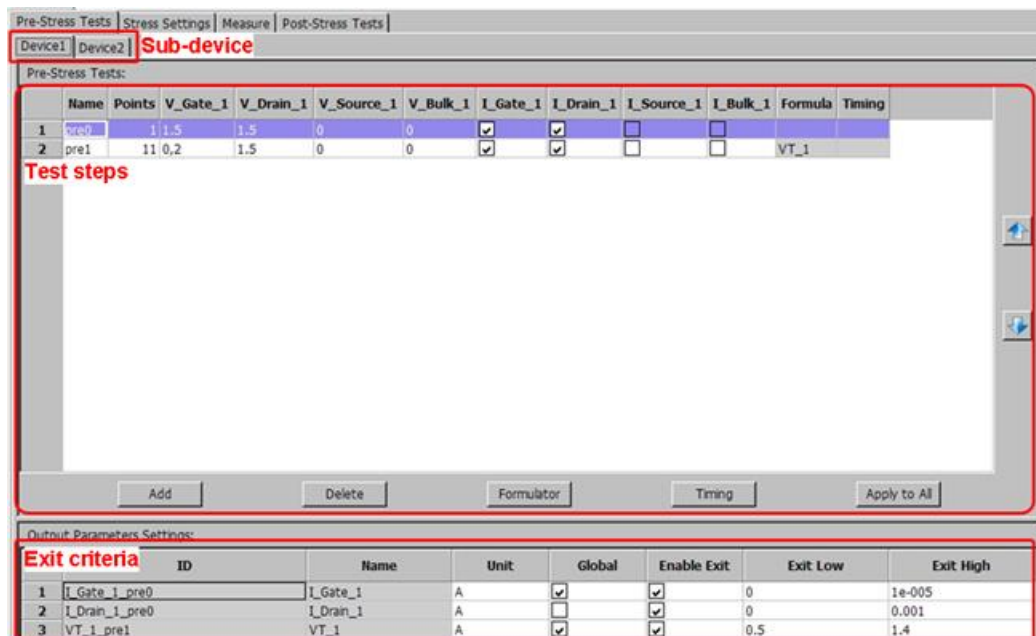 Pre-Stress Tests Stress Settings Measure Post-Stress Tests
Device1 Device2 Sub-device
Pre-Stress Tests:
Name Points V_Gate_1 V_Drain_1 V_Source_1 V_Bulk_1 I_Gate_1 I_Drain_1 I_Source_1 I_Bulk_1 Formula Timing
1 pre0 1 1.5 1.5 0 0
2 pre1 11 0,2 1.5 0 0 VT_1
Test steps
Add Delete Formulator Timing Apply to All
Output Parameters Settings:
Exit criteria ID Name Unit Global Enable Exit Exit Low Exit High
1 I_Gate_1_pre0 I_Gate_1 A 0 1e-005
2 I_Drain_1_pre0 I_Drain_1 A 0 0.001
3 VT_1_pre1 VT_1 A 0.5 1.4